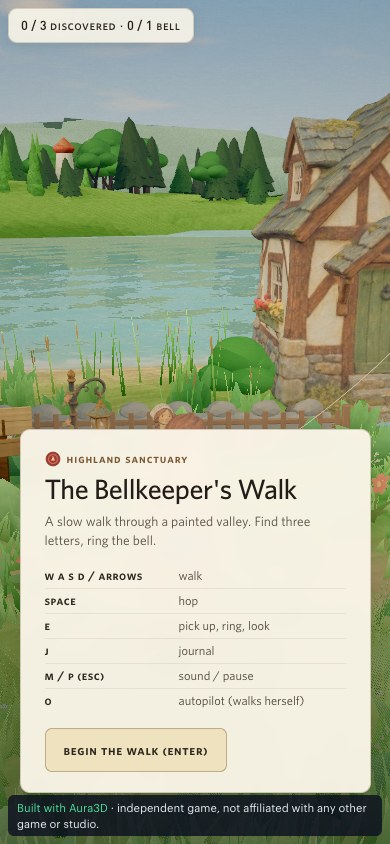 0 / 3 DISCOVERED · 0 / 1 BELL
HIGHLAND SANCTUARY
The Bellkeeper's Walk
A slow walk through a painted valley. Find three
letters, ring the bell.
W A S D / ARROWS walk
SPACE hop
E pick up, ring, look
J journal
M / P (ESC) sound / pause
O autopilot (walks herself)
BEGIN THE WALK (ENTER)
Built with Aura3D · independent game, not affiliated with any other
game or studio.